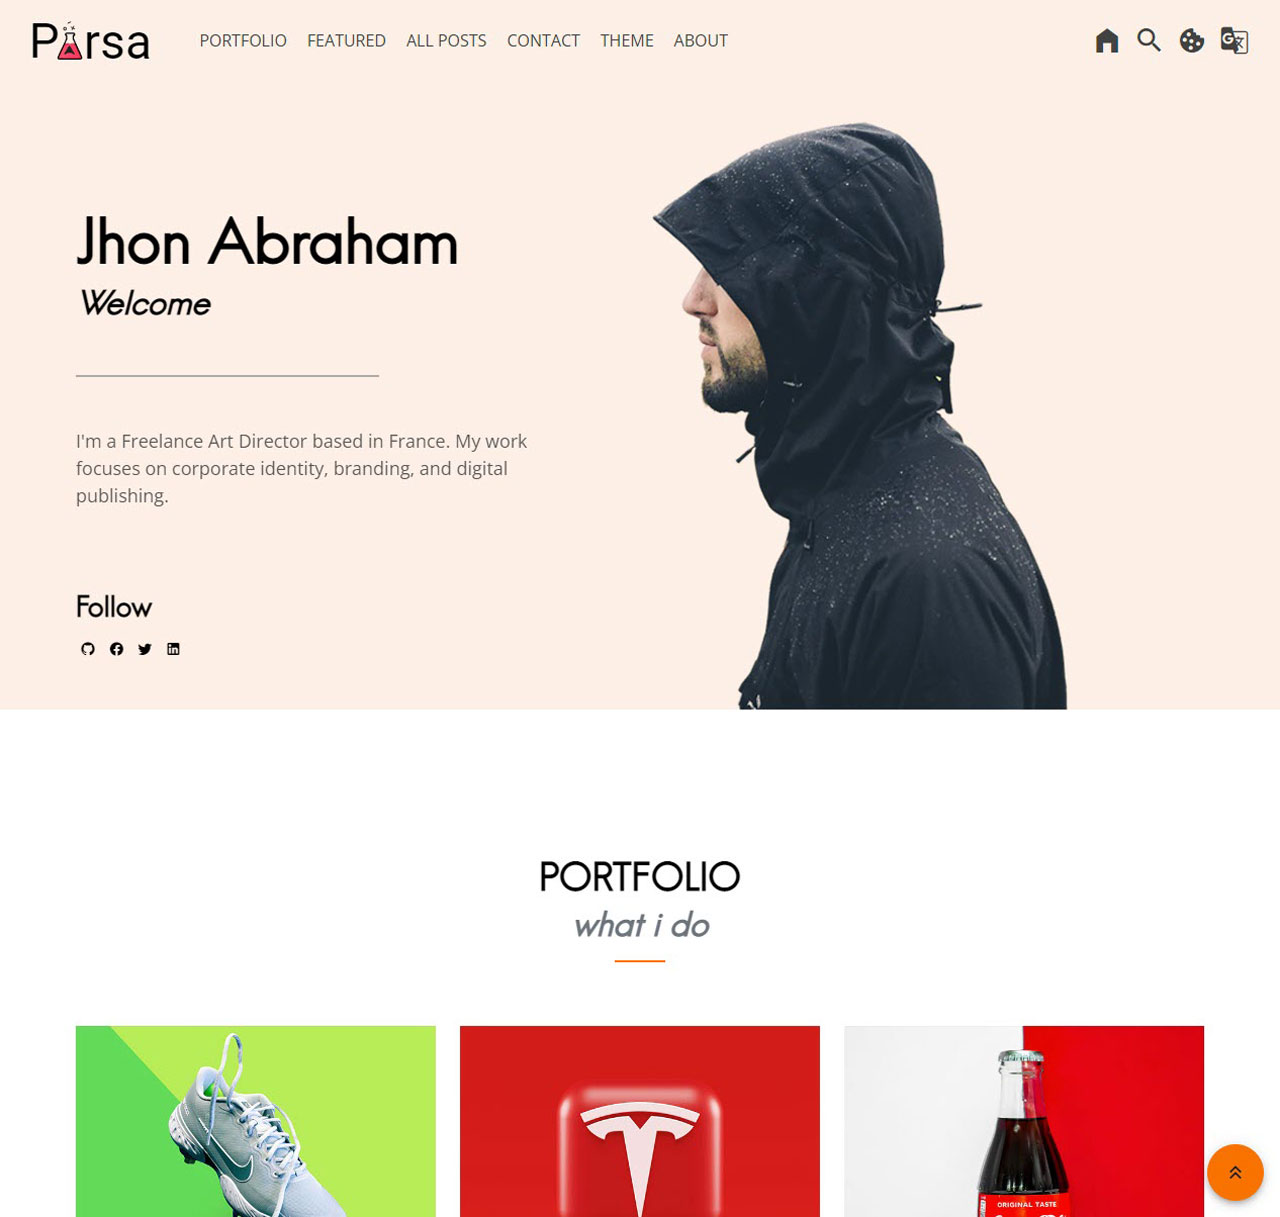 Parsa
PORTFOLIO FEATURED ALL POSTS CONTACT THEME ABOUT
Jhon Abraham
Welcome
I'm a Freelance Art Director based in France. My work
focuses on corporate identity, branding, and digital
publishing.
Follow
PORTFOLIO
what i do
ORIGINAL TASTE